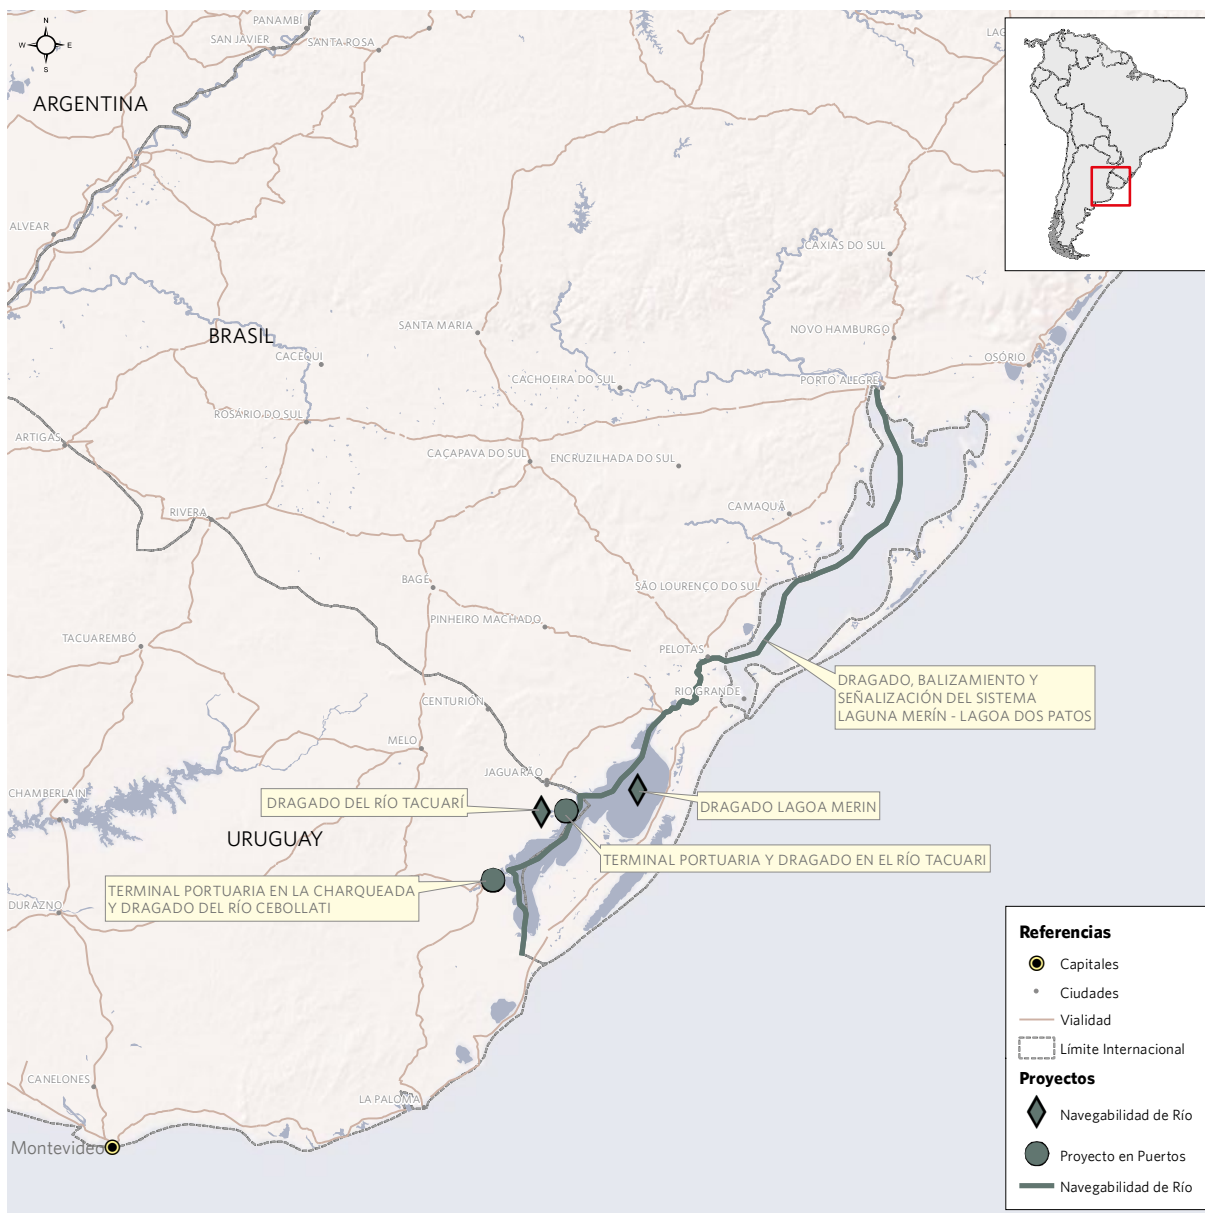 N
W
E
S
PANAMBÍ
SAN JAVIER
SANTA ROSA
LAG
ARGENTINA
ALVEAR
CAXIAS DO SUL
SANTA MARIA
NOVO HAMBURGO
BRASIL
CACEQUI
OSÓRIO
CACHOEIRA DO SUL
PORTO ALEGRE
ROSÁRIO DO SUL
ARTIGAS
CAÇAPAVA DO SUL
ENCRUZILHADA DO SUL
CAMAQUÃ
RIVERA
BAGÉ
SÃO LOURENÇO DO SUL
PINHEIRO MACHADO
TACUAREMBÓ
PELOTAS
RIO GRANDE
CENTURIÓN
DRAGADO, BALIZAMIENTO Y
SEÑALIZACIÓN DEL SISTEMA
LAGUNA MERÍN - LAGOA DOS PATOS
MELO
JAGUARÃO
CHAMBERLAIN
DRAGADO DEL RÍO TACUARÍ
DRAGADO LAGOA MERIN
URUGUAY
TERMINAL PORTUARIA Y DRAGADO EN EL RÍO TACUARI
TERMINAL PORTUARIA EN LA CHARQUEADA
Y DRAGADO DEL RÍO CEBOLLATI
DURAZNO
CANELONES
LA PALOMA
Montevideo
Referencias
Capitales
Ciudades
Vialidad
Límite Internacional
Proyectos
Navegabilidad de Río
Proyecto en Puertos
Navegabilidad de Río